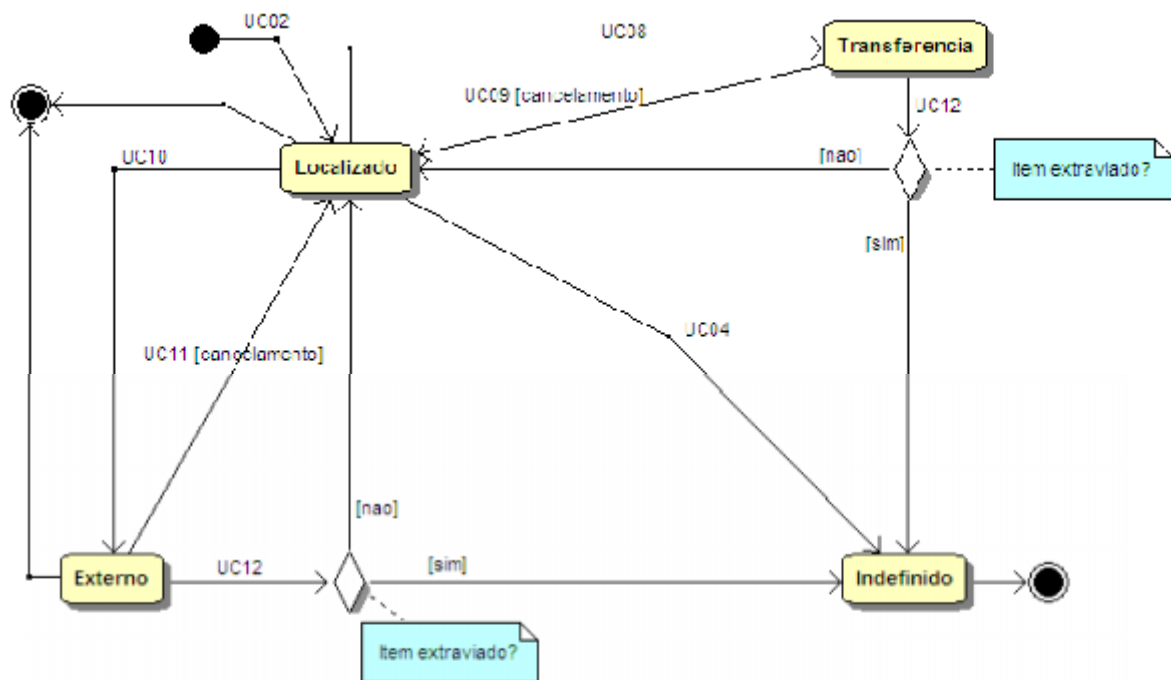 UC02
UC08
Transferencia
UC09 [cancelamento]
UC12
UC10
Localizado
[nao]
Item extraviado?
[sim]
UC04
UC11 [cancelamento]
[nao]
Externo
UC12
[sim]
Indefinido
Item extraviado?